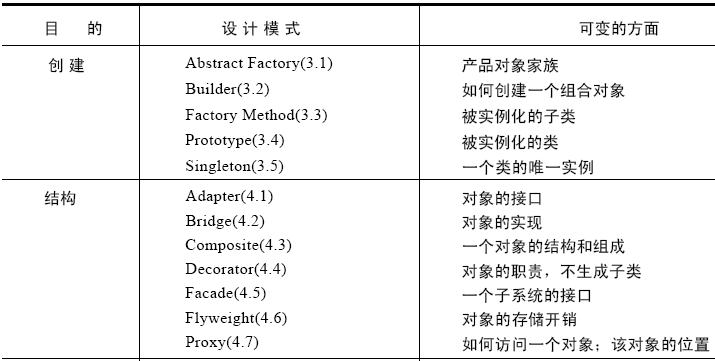 目 的 设 计 模 式 可变的方面
创 建 Abstract Factory(3.1) 产品对象家族
Builder(3.2) 如何创建一个组合对象
Factory Method(3.3) 被实例化的子类
Prototype(3.4) 被实例化的类
Singleton(3.5) 一个类的唯一实例
结构 Adapter(4.1) 对象的接口
Bridge(4.2) 对象的实现
Composite(4.3) 一个对象的结构和组成
Decorator(4.4) 对象的职责，不生成子类
Facade(4.5) 一个子系统的接口
Flyweight(4.6) 对象的存储开销
Proxy(4.7) 如何访问一个对象；该对象的位置